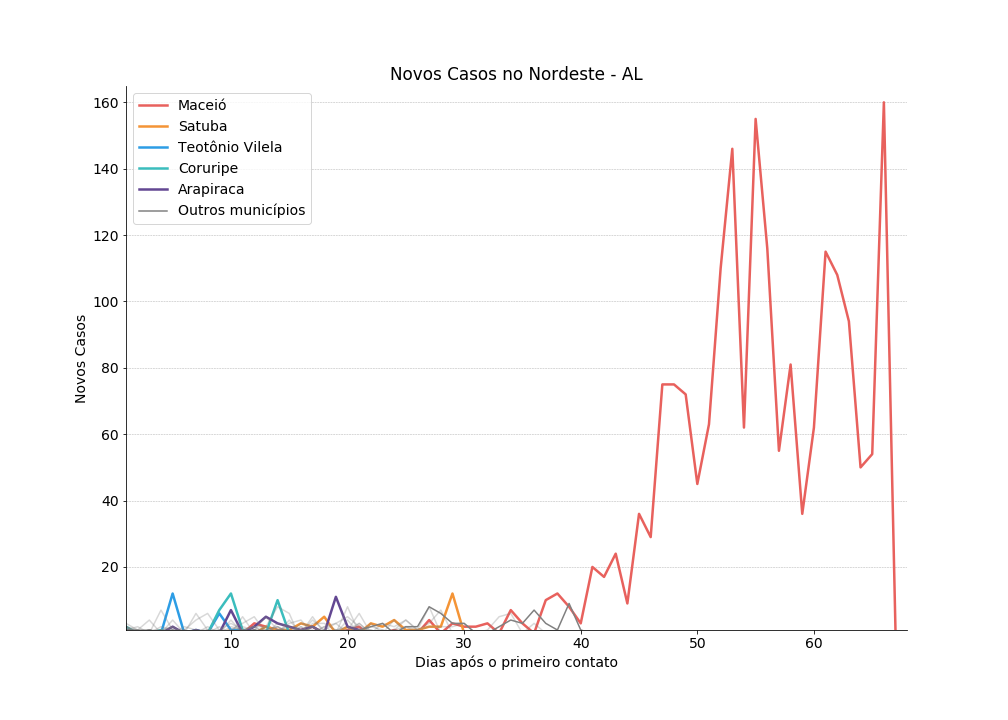 Novos Casos no Nordeste - AL
Maceió
Satuba
Teotônio Vilela
Coruripe
Arapiraca
Outros municípios
160
140
120
100
80
60
40
20
Novos Casos
10 20 30 40 50 60
Dias após o primeiro contato